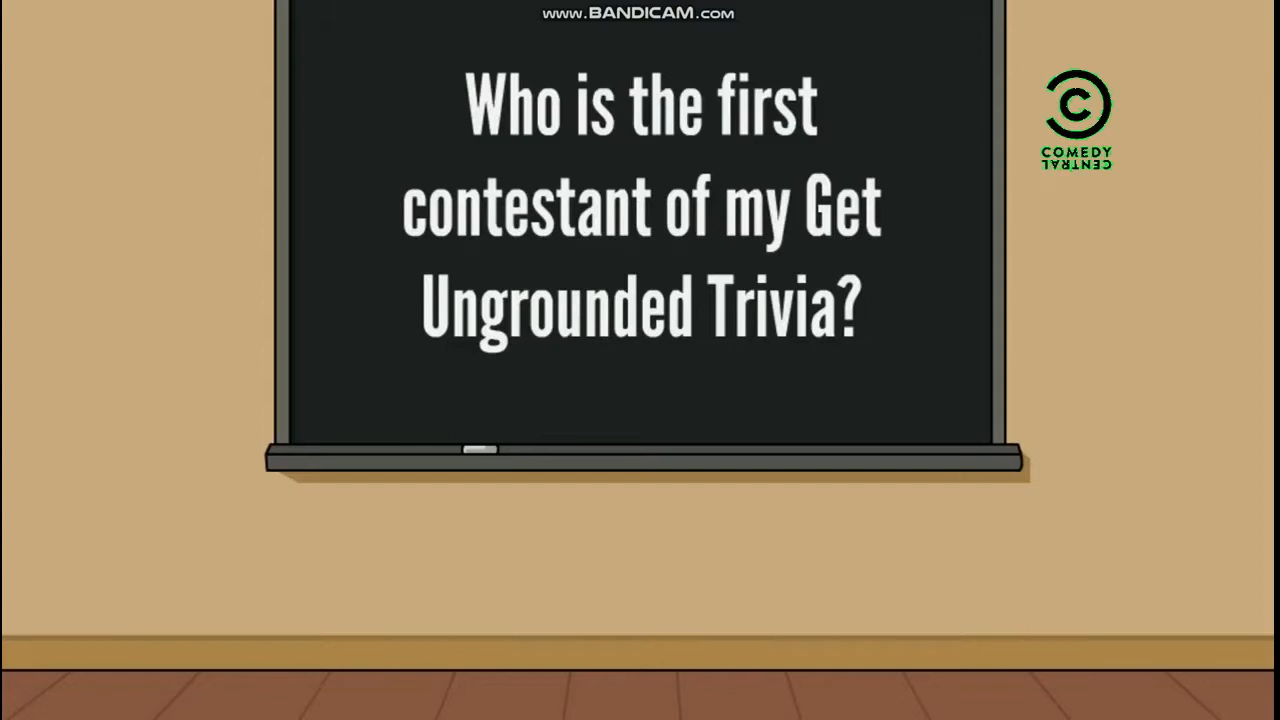 www.BANDICAM.com
Who is the first
contestant of my Get
Ungrounded Trivia?
COMEDY
CENTRAL